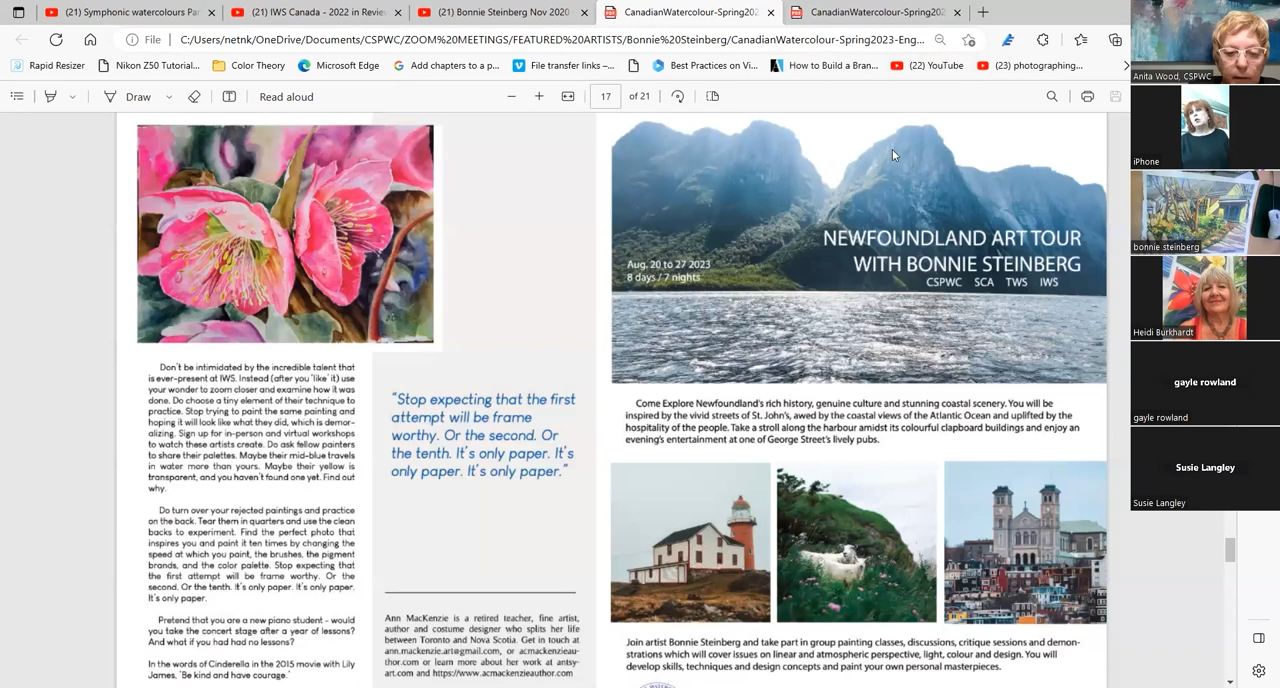 (21) Symphonic watercolours Par
(21) IWS Canada - 2022 in Revie
(21) Bonnie Steinberg Nov 2020
CanadianWatercolour-Spring202
CanadianWatercolour-Spring202
File
C:/Users/netnk/OneDrive/Documents/CSPWC/ZOOM%20MEETINGS/FEATURED%20ARTISTS/Bonnie%20Steinberg/CanadianWatercolour-Spring2023-Eng...
Rapid Resizer
Nikon Z50 Tutorial...
Color Theory
Microsoft Edge
Add chapters to a p...
File transfer links –...
Best Practices on Vi...
How to Build a Bran...
(22) YouTube
(23) photographing...
Draw
Read aloud
17 of 21
Don't be intimidated by the incredible talent that
is ever-present at IWS. Instead (after you 'like' it) use
your wonder to zoom closer and examine how it was
done. Do choose a tiny element of their technique to
practice. Stop trying to paint the same painting and
hoping it will look like what they did, which is demor-
alizing. Sign up for in-person and virtual workshops
to watch these artists create. Do ask fellow painters
to share their palettes. Maybe their mid-blue travels
in water more than yours. Maybe their yellow is
transparent, and you haven't found one yet. Find out
why.
Do turn over your rejected paintings and practice
on the back. Tear them in quarters and use the clean
backs to experiment. Find the perfect photo that
inspires you and paint it ten times by changing the
speed at which you paint, the brushes, the pigment
brands, and the color palette. Stop expecting that
the first attempt will be frame worthy. Or the
second. Or the tenth. It's only paper. It's only paper.
It's only paper.
Pretend that you are a new piano student - would
you take the concert stage after a year of lessons?
And what if you had had no lessons?
In the words of Cinderella in the 2015 movie with Lily
James, 'Be kind and have courage.'
"Stop expecting that the first
attempt will be frame
worthy. Or the second. Or
the tenth. It's only paper. It's
only paper. It's only paper."
Ann MacKenzie is a retired teacher, fine artist,
author and costume designer who splits her life
between Toronto and Nova Scotia. Get in touch at
ann.mackenzie.art@gmail.com, or acmackenzieau-
thor.com or learn more about her work at antsy-
art.com and https://www.acmackenzieauthor.com
NEWFOUNDLAND ART TOUR
WITH BONNIE STEINBERG
CSPWC SCA TWS IWS
Aug. 20 to 27 2023
8 days / 7 nights
Come Explore Newfoundland's rich history, genuine culture and stunning coastal scenery. You will be
inspired by the vivid streets of St. John's, awed by the coastal views of the Atlantic Ocean and uplifted by the
hospitality of the people. Take a stroll along the harbour amidst its colourful clapboard buildings and enjoy an
evening's entertainment at one of George Street's lively pubs.
Join artist Bonnie Steinberg and take part in group painting classes, discussions, critique sessions and demon-
strations which will cover issues on linear and atmospheric perspective, light, colour and design. You will
develop skills, techniques and design concepts and paint your own personal masterpieces.
Anita Wood, CSPWC
iPhone
bonnie steinberg
Heidi Burkhardt
gayle rowland
gayle rowland
Susie Langley
Susie Langley